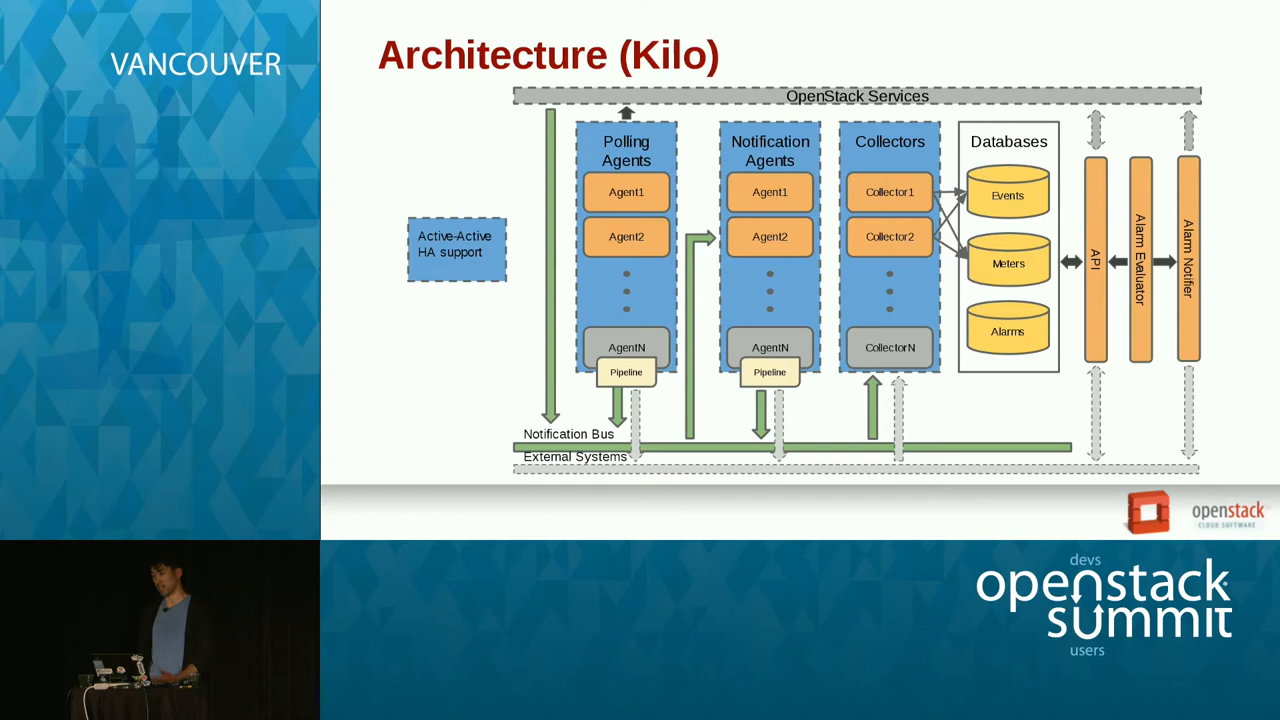 VANCOUVER
Architecture (Kilo)
OpenStack Services
Active-Active
HA support
Polling
Agents
Agent1
Agent2
AgentN
Pipeline
Notification
Agents
Agent1
Agent2
AgentN
Pipeline
Collectors
Collector1
Collector2
CollectorN
Databases
Events
Meters
Alarms
API
Alarm Evaluator
Alarm Notifier
Notification Bus
External Systems
openstack
CLOUD SOFTWARE
devs
openstack
summit
users